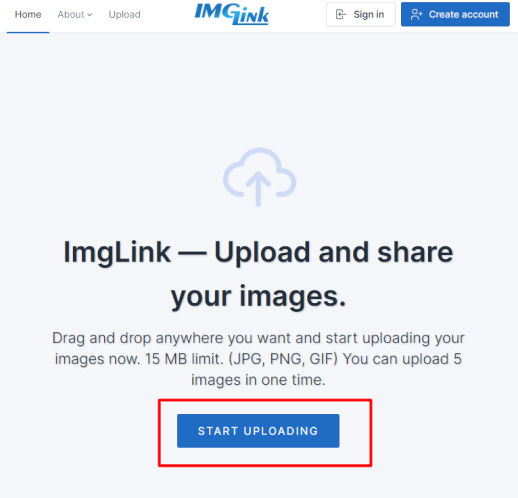 Home About Upload IMGLink Sign in Create account
ImgLink — Upload and share
your images.
Drag and drop anywhere you want and start uploading your
images now. 15 MB limit. (JPG, PNG, GIF) You can upload 5
images in one time.
START UPLOADING